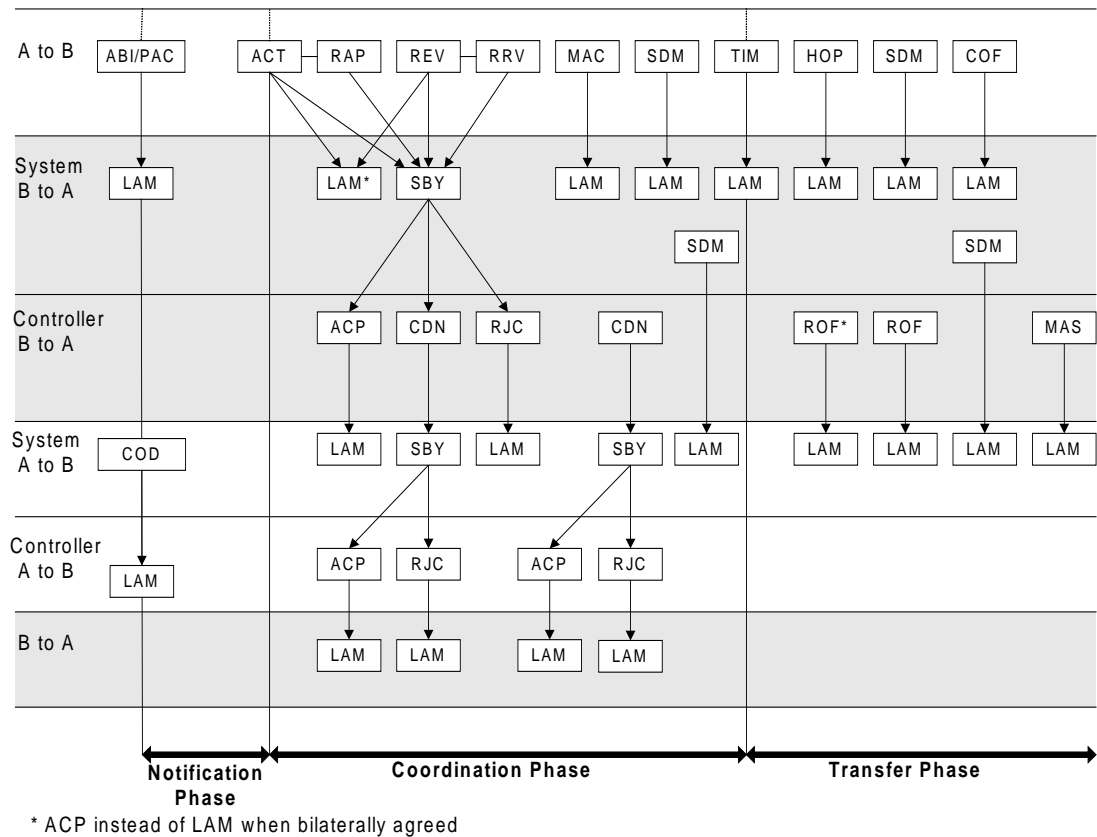 A to B ABI/PAC ACT RAP REV RRV MAC SDM TIM HOP SDM COF
System
B to A LAM LAM* SBY LAM LAM LAM LAM LAM LAM
SDM SDM
Controller
B to A ACP CDN RJC CDN ROF* ROF MAS
System
A to B COD LAM SBY LAM SBY LAM LAM LAM LAM LAM
Controller
A to B LAM ACP RJC ACP RJC
B to A LAM LAM LAM LAM
Notification
Phase
Coordination Phase
Transfer Phase
* ACP instead of LAM when bilaterally agreed